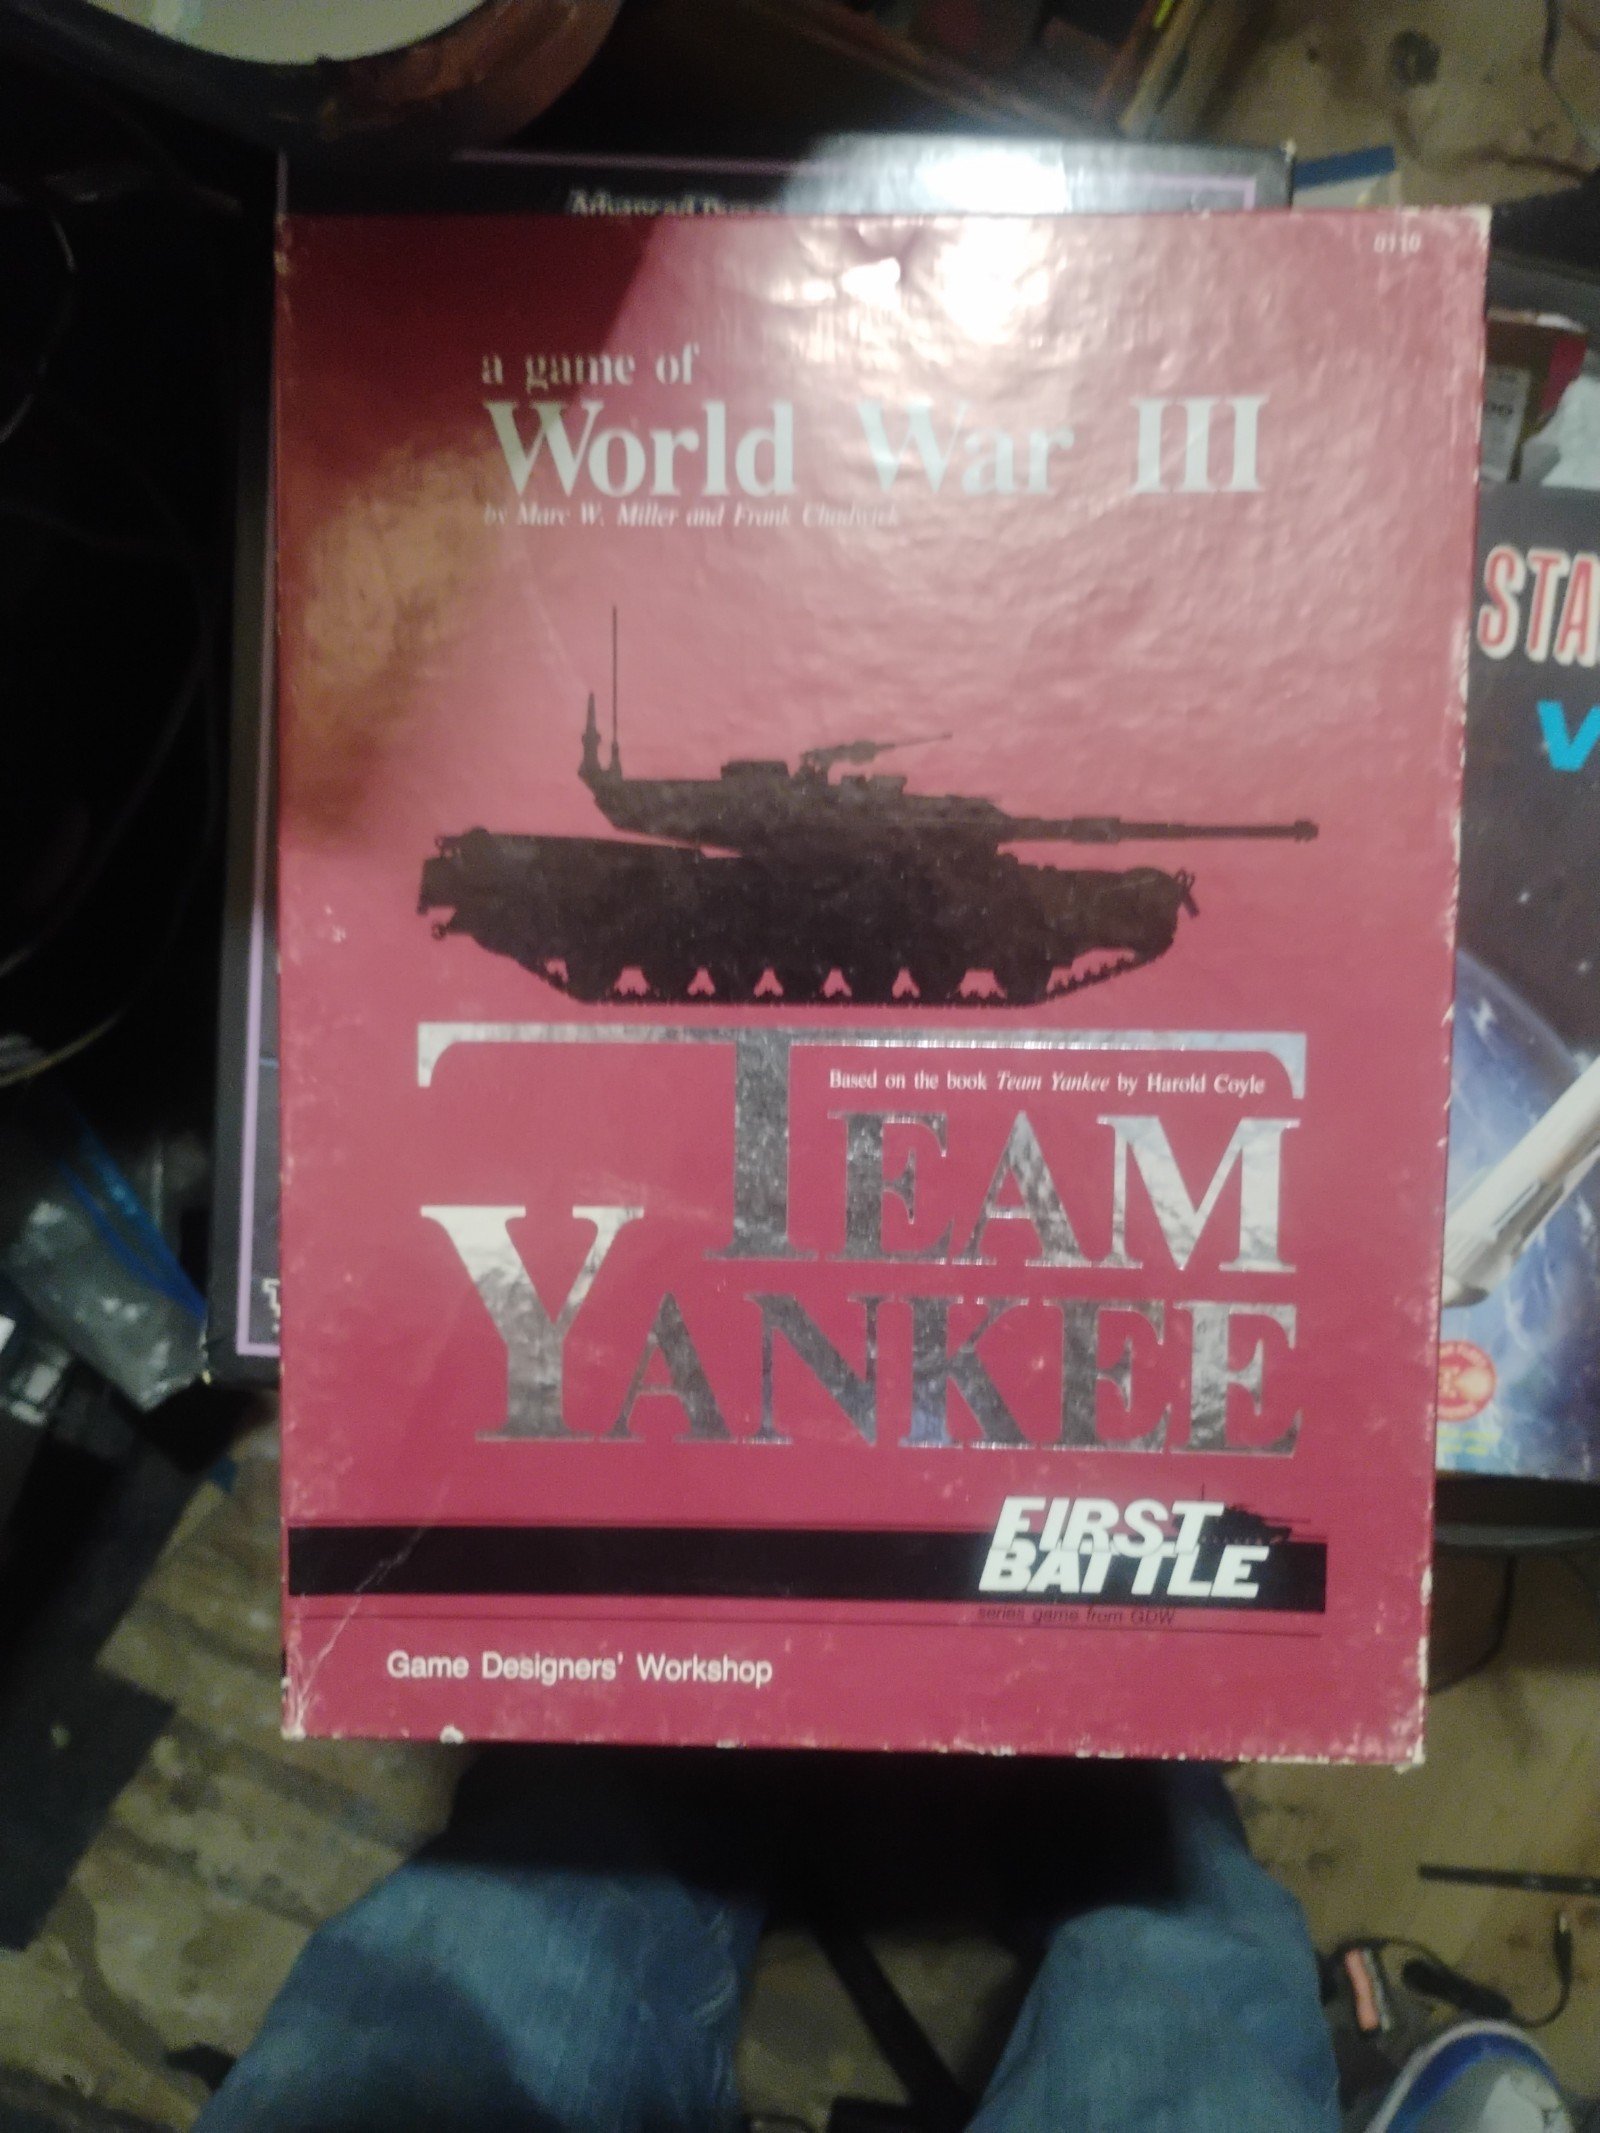 Advanced
0110
a game of
World War III
by Marc W. Miller and Frank Chadwick
STA
V
Based on the book Team Yankee by Harold Coyle
TEAM
YANKEE
FIRST
BATTLE
series game from GDW
Game Designers' Workshop